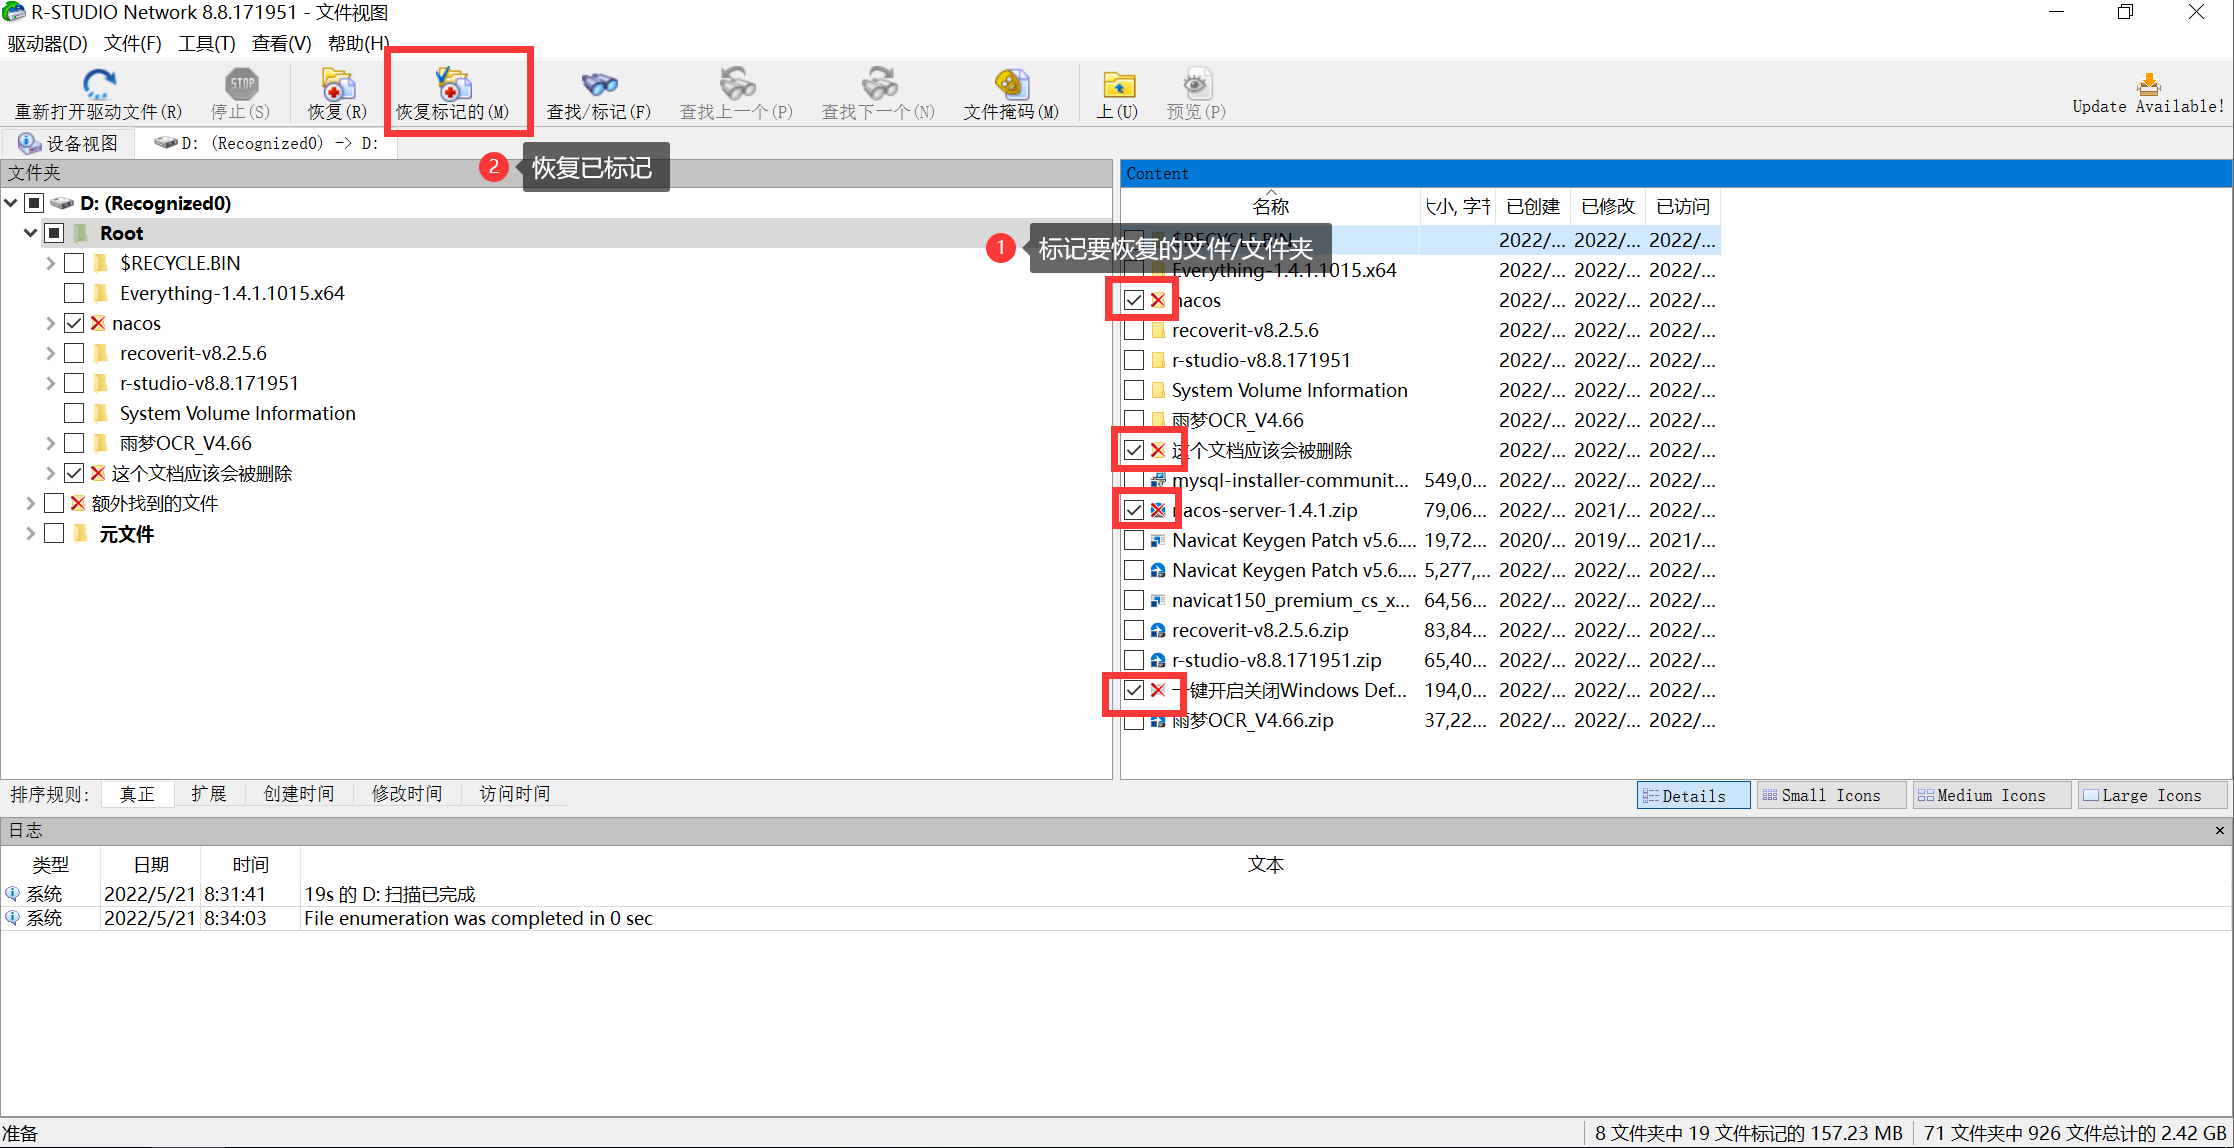 R-STUDIO Network 8.8.171951 - 文件视图
驱动器(D) 文件(F) 工具(T) 查看(V) 帮助(H)
重新打开驱动文件(R) 停止(S) 恢复(R) 恢复标记的(M) 查找/标记(F) 查找上一个(P) 查找下一个(N) 文件掩码(M) 上(U) 预览(P) Update Available!
设备视图 D: (Recognized0) -> D:
2 恢复已标记
文件夹
D: (Recognized0)
Root
$RECYCLE.BIN
Everything-1.4.1.1015.x64
nacos
recoverit-v8.2.5.6
r-studio-v8.8.171951
System Volume Information
雨梦OCR_V4.66
这个文档应该会被删除
额外找到的文件
元文件
Content
名称 大小, 字节 已创建 已修改 已访问
1 标记要恢复的文件/文件夹
$RECYCLE.BIN 2022/... 2022/... 2022/...
Everything-1.4.1.1015.x64 2022/... 2022/... 2022/...
nacos 2022/... 2022/... 2022/...
recoverit-v8.2.5.6 2022/... 2022/... 2022/...
r-studio-v8.8.171951 2022/... 2022/... 2022/...
System Volume Information 2022/... 2022/... 2022/...
雨梦OCR_V4.66 2022/... 2022/... 2022/...
这个文档应该会被删除 2022/... 2022/... 2022/...
mysql-installer-communit... 549,0... 2022/... 2022/... 2022/...
nacos-server-1.4.1.zip 79,06... 2022/... 2021/... 2022/...
Navicat Keygen Patch v5.6.... 19,72... 2020/... 2019/... 2021/...
Navicat Keygen Patch v5.6.... 5,277,... 2022/... 2022/... 2022/...
navicat150_premium_cs_x... 64,56... 2022/... 2022/... 2022/...
recoverit-v8.2.5.6.zip 83,84... 2022/... 2022/... 2022/...
r-studio-v8.8.171951.zip 65,40... 2022/... 2022/... 2022/...
一键开启关闭Windows Def... 194,0... 2022/... 2022/... 2022/...
雨梦OCR_V4.66.zip 37,22... 2022/... 2022/... 2022/...
排序规则: 真正 扩展 创建时间 修改时间 访问时间
Details Small Icons Medium Icons Large Icons
日志
类型 日期 时间 文本
系统 2022/5/21 8:31:41 19s 的 D: 扫描已完成
系统 2022/5/21 8:34:03 File enumeration was completed in 0 sec
准备 8 文件夹中 19 文件标记的 157.23 MB 71 文件夹中 926 文件总计的 2.42 GB